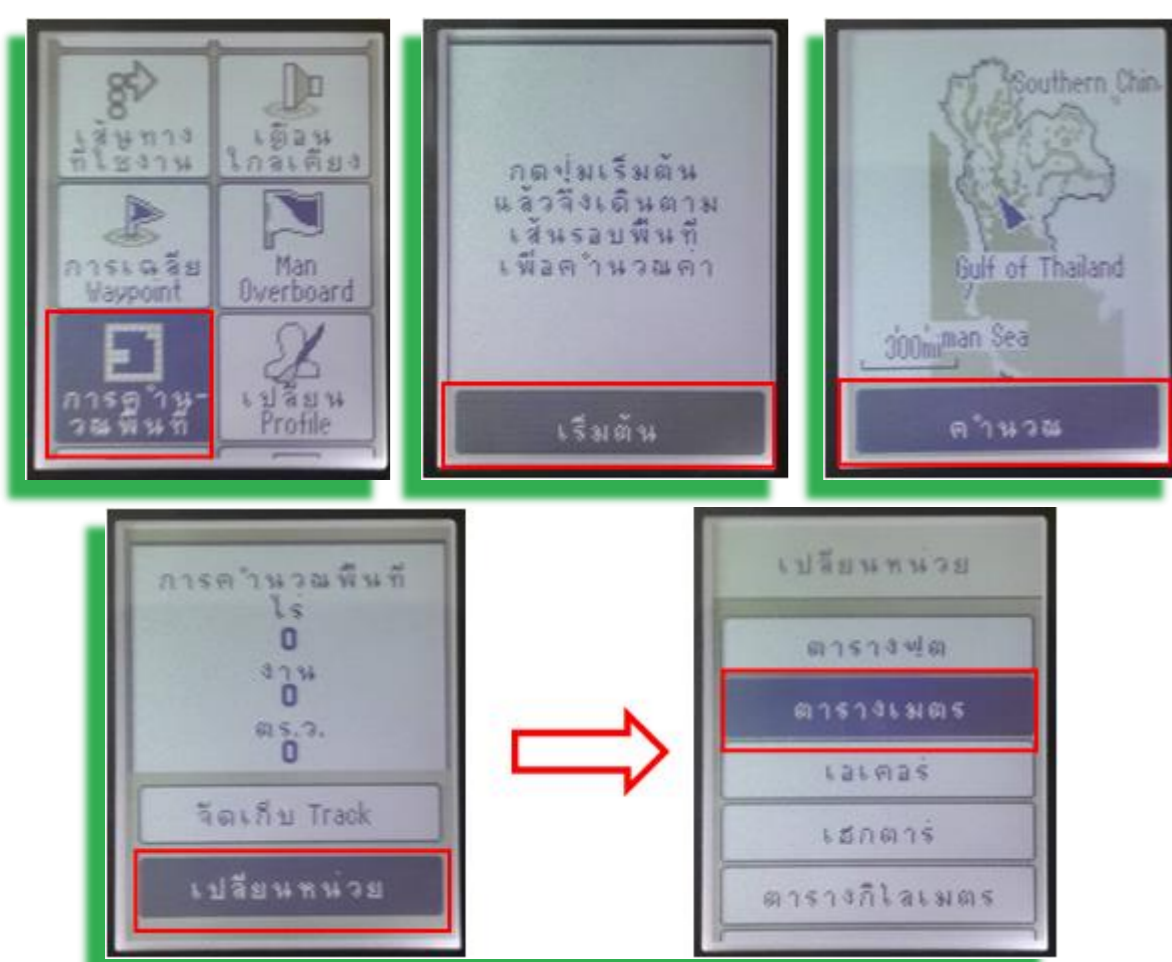 เส้นทาง
ที่ใช้งาน
เตือน
ใกล้เคียง
การเฉลี่ย
Waypoint
Man
Overboard
การคำน-
วณพื้นที่
เปลี่ยน
Profile
กดปุ่มเริ่มต้น
แล้วจึงเดินตาม
เส้นรอบพื้นที่
เพื่อคำนวณค่า
เริ่มต้น
Southern Chin
Gulf of Thailand
300mi
man Sea
คำนวณ
การคำนวณพื้นที่
ไร่
0
งาน
0
ตร.ว.
0
จัดเก็บ Track
เปลี่ยนหน่วย
เปลี่ยนหน่วย
ตารางฟุต
ตารางเมตร
เอเคอร์
เฮกตาร์
ตารางกิโลเมตร